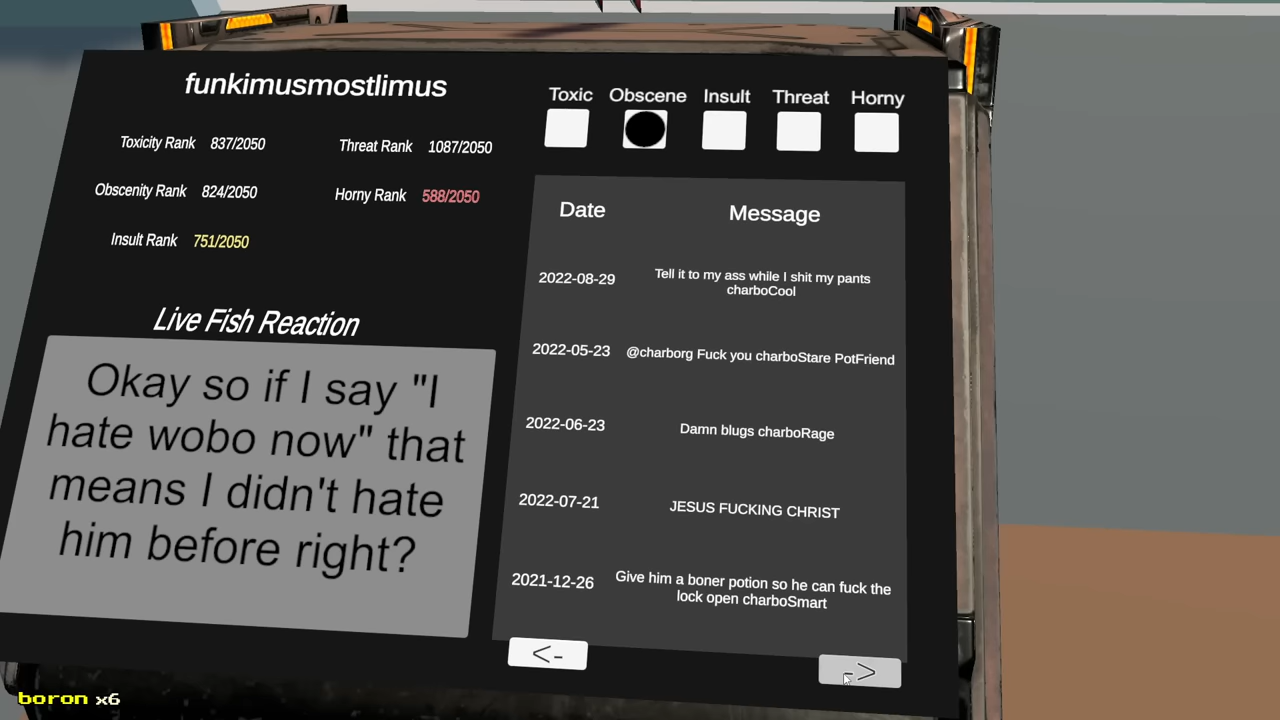 funkimusmostlimus
Toxicity Rank 837/2050
Threat Rank 1087/2050
Obscenity Rank 824/2050
Horny Rank 588/2050
Insult Rank 751/2050
Live Fish Reaction
Okay so if I say "I
hate wobo now" that
means I didn't hate
him before right?
Toxic Obscene Insult Threat Horny
Date Message
2022-08-29 Tell it to my ass while I shit my pants
charboCool
2022-05-23 @charborg Fuck you charboStare PotFriend
2022-06-23 Damn blugs charboRage
2022-07-21 JESUS FUCKING CHRIST
2021-12-26 Give him a boner potion so he can fuck the
lock open charboSmart
<- ->
boron x6